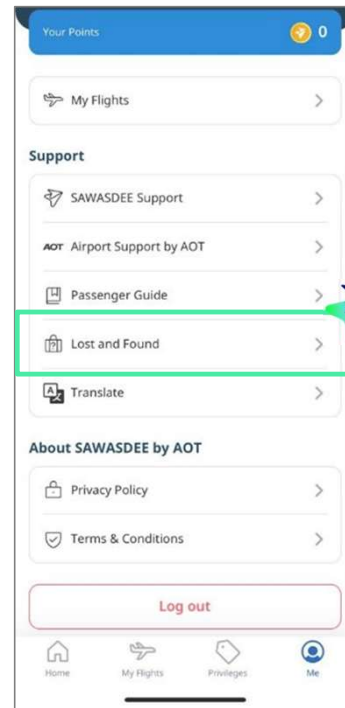 Your Points
0
My Flights
Support
SAWASDEE Support
AOT Airport Support by AOT
Passenger Guide
Lost and Found
Translate
About SAWASDEE by AOT
Privacy Policy
Terms & Conditions
Log out
Home
My Flights
Privileges
Me